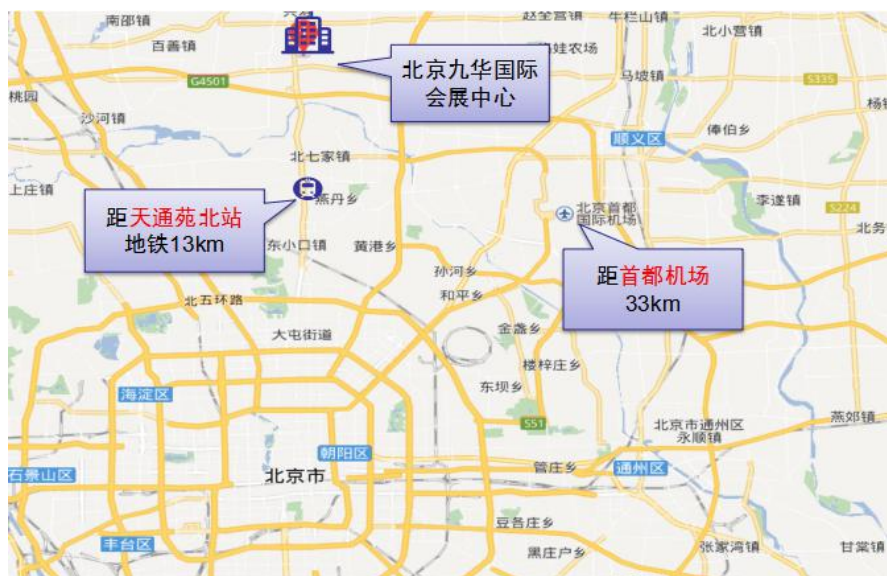 南邵镇
赵全营镇
牛栏山镇
百善镇
北小营镇
北京九华国际
会展中心
G4501
马坡镇
S335
桃园
沙河镇
顺义区
俸伯乡
北七家镇
上庄镇
燕丹乡
距天通苑北站
地铁13km
北京首都
国际机场
李遂镇
S224
东小口镇
黄港乡
孙河乡
距首都机场
33km
北五环路
和平乡
大屯街道
金盏乡
楼梓庄乡
海淀区
东坝乡
S51
北京市通州区
永顺镇
燕郊镇
朝阳区
石景山区
北京市
管庄乡
通州区
豆各庄乡
丰台区
黑庄户乡
张家湾镇
甘棠镇